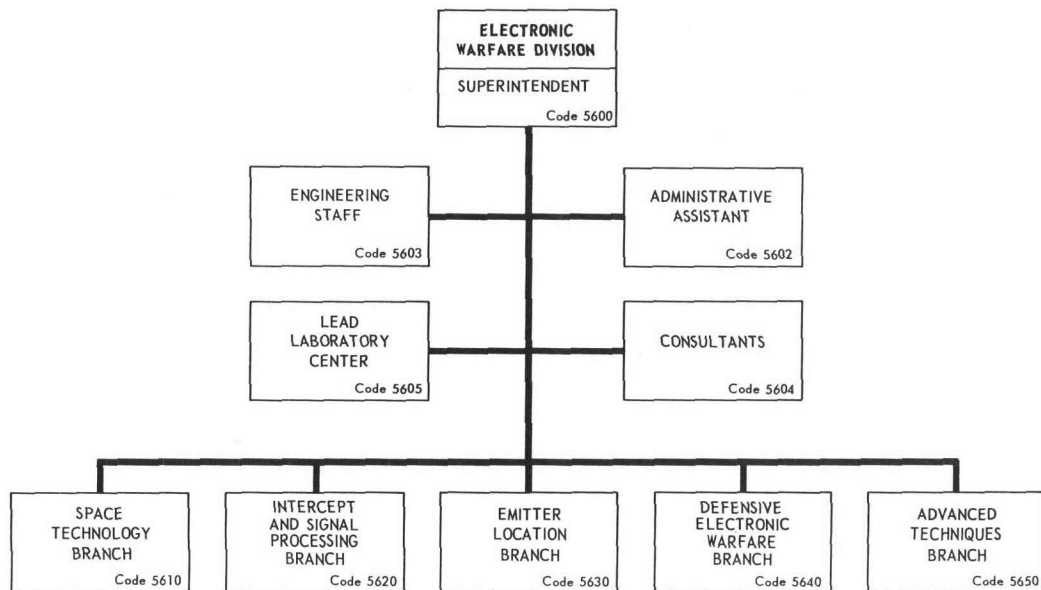 ELECTRONIC
WARFARE DIVISION
SUPERINTENDENT
Code 5600
ENGINEERING
STAFF
Code 5603
ADMINISTRATIVE
ASSISTANT
Code 5602
LEAD
LABORATORY
CENTER
Code 5605
CONSULTANTS
Code 5604
SPACE
TECHNOLOGY
BRANCH
Code 5610
INTERCEPT
AND SIGNAL
PROCESSING
BRANCH
Code 5620
EMITTER
LOCATION
BRANCH
Code 5630
DEFENSIVE
ELECTRONIC
WARFARE
BRANCH
Code 5640
ADVANCED
TECHNIQUES
BRANCH
Code 5650